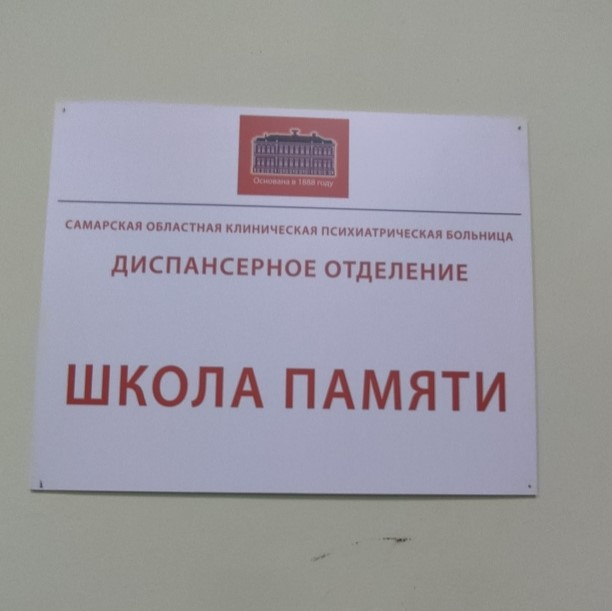 Основана в 1888 году
САМАРСКАЯ ОБЛАСТНАЯ КЛИНИЧЕСКАЯ ПСИХИАТРИЧЕСКАЯ БОЛЬНИЦА
ДИСПАНСЕРНОЕ ОТДЕЛЕНИЕ
ШКОЛА ПАМЯТИ